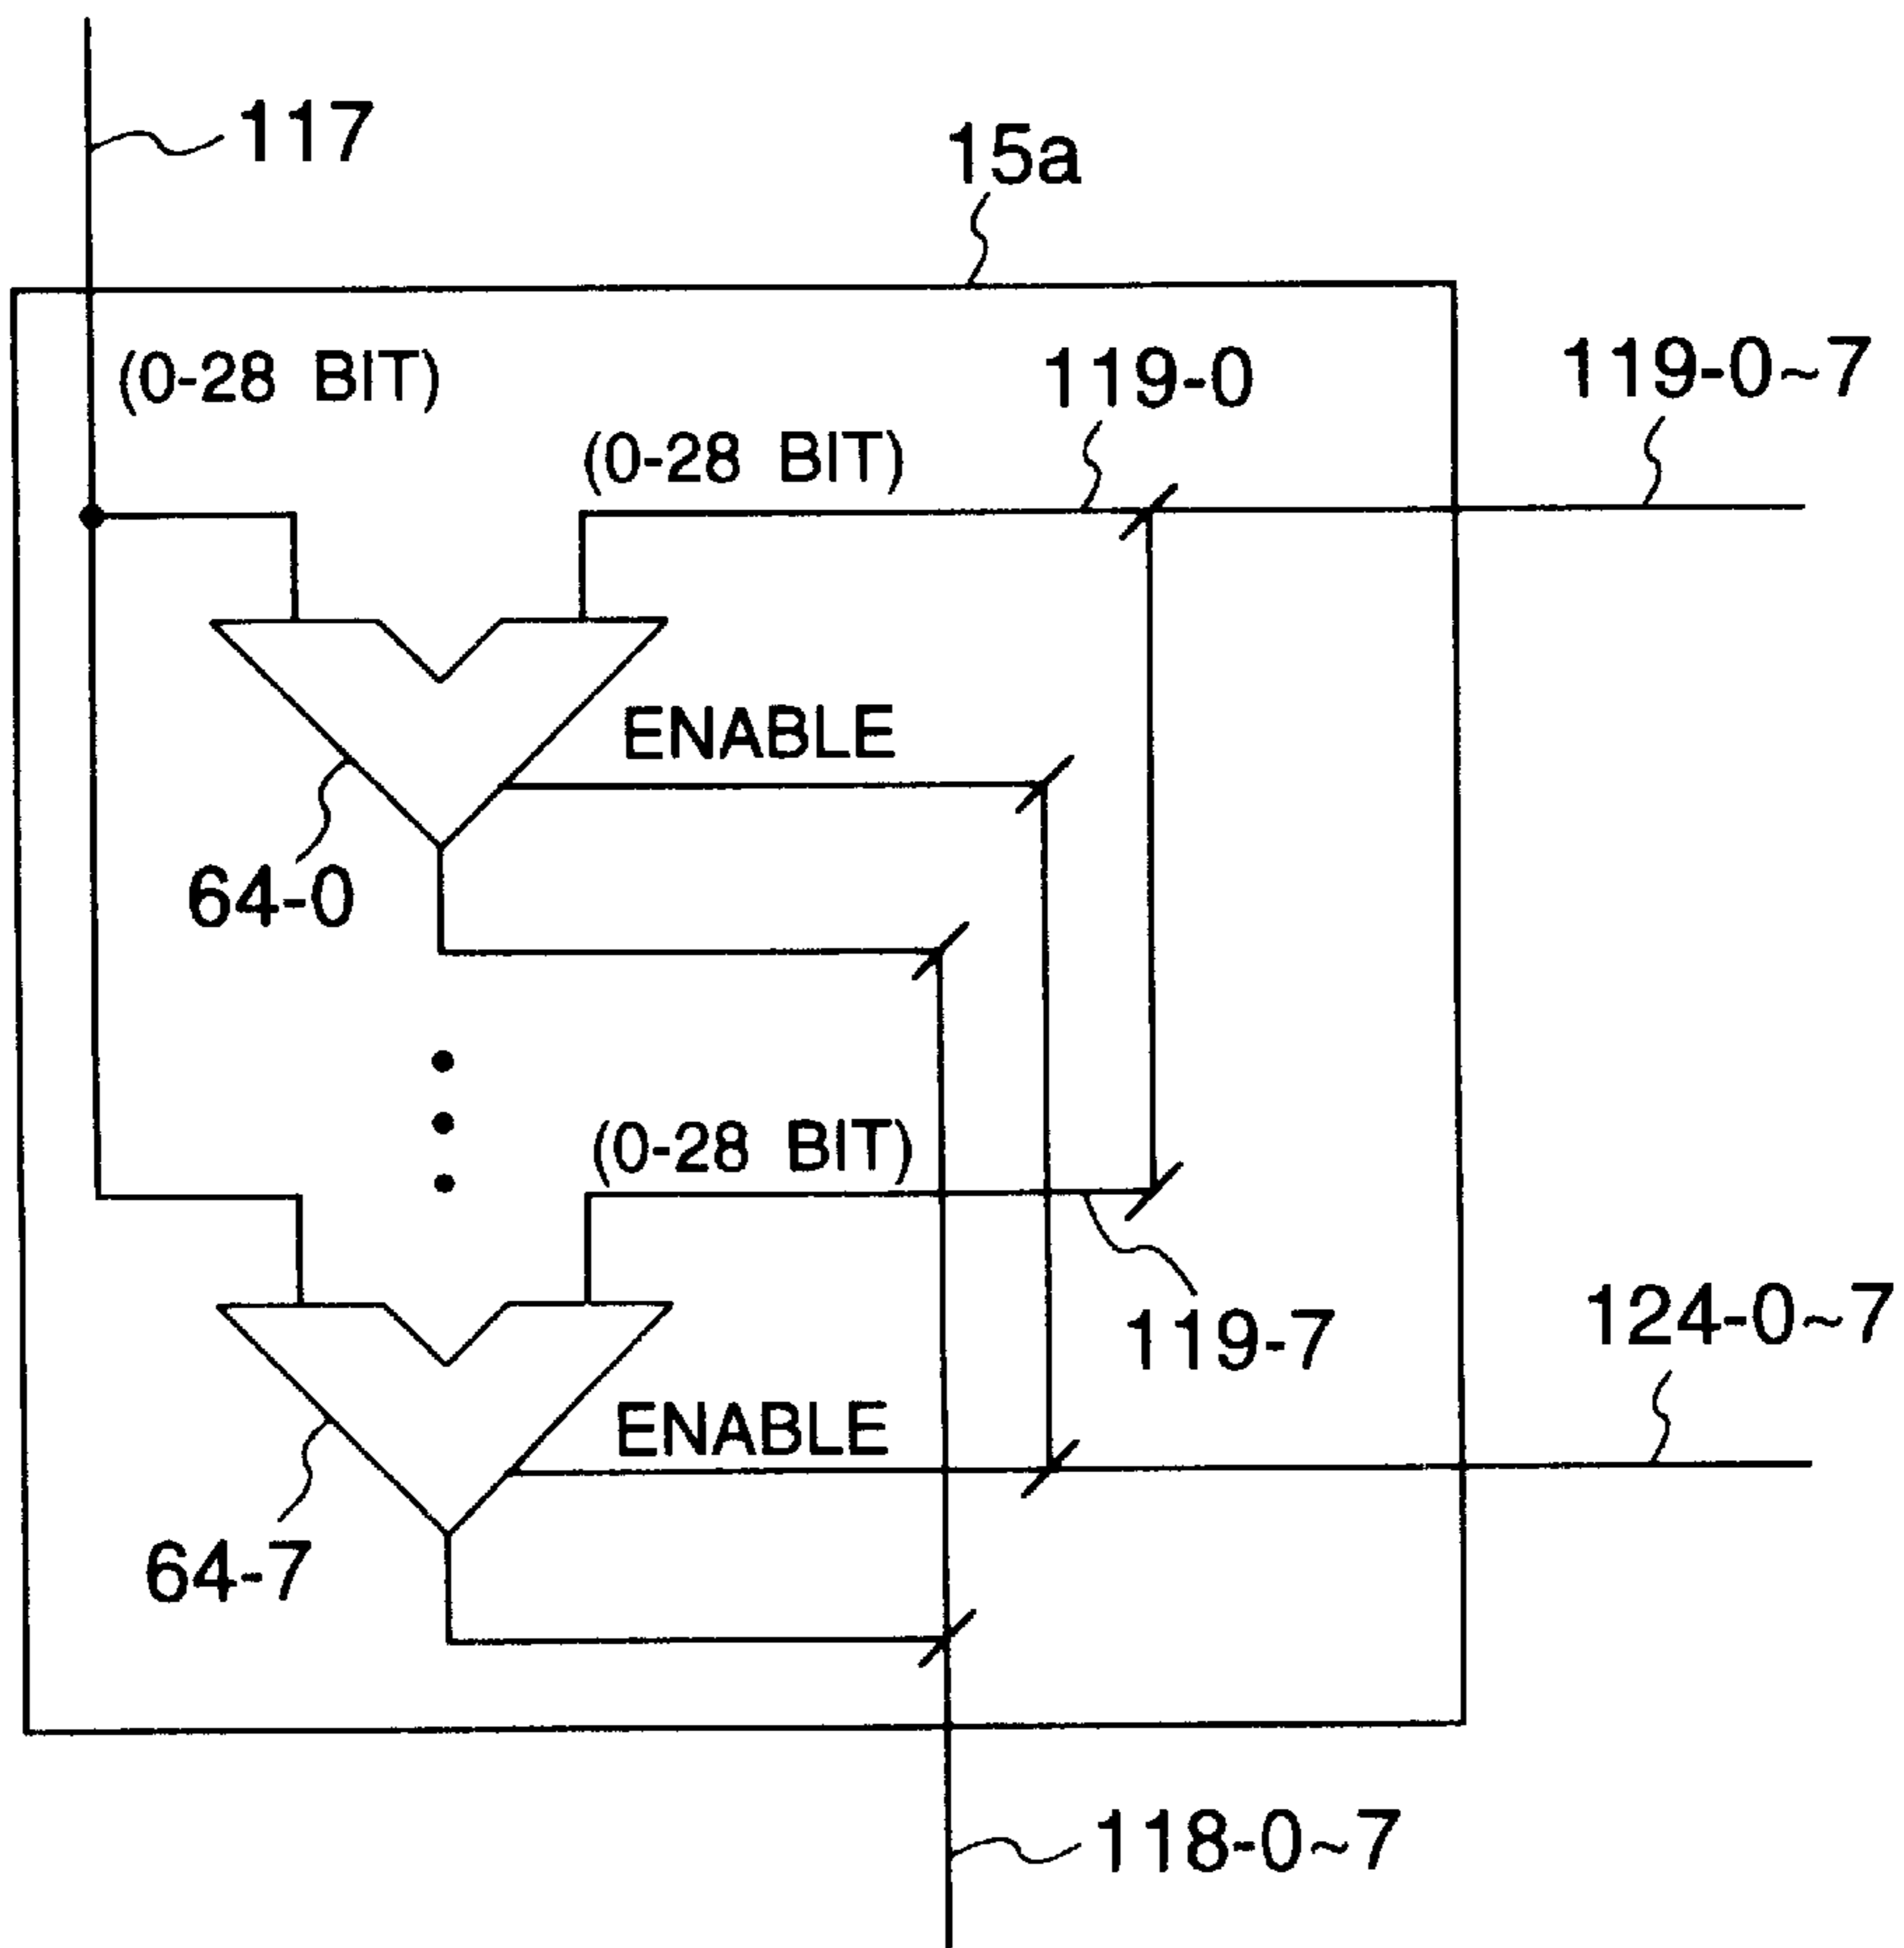 117
15a
(0-28 BIT)
119-0
119-0~7
(0-28 BIT)
ENABLE
64-0
(0-28 BIT)
119-7
124-0~7
ENABLE
64-7
118-0~7